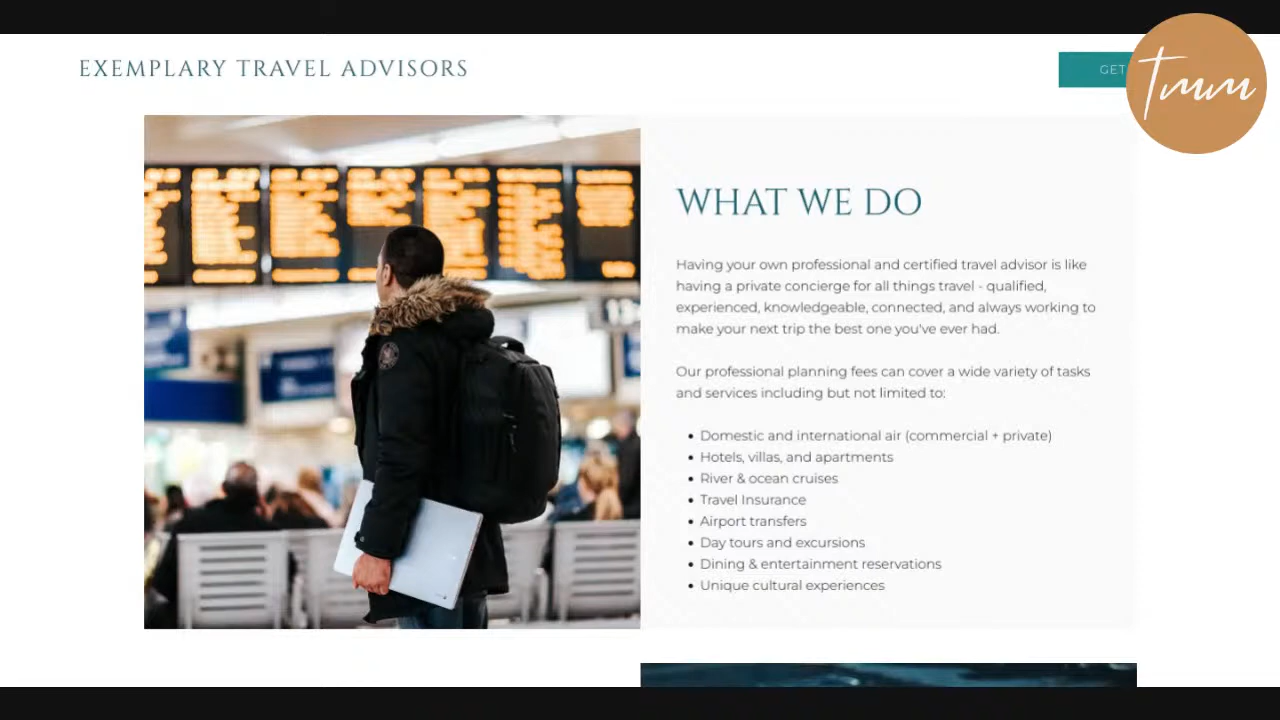 EXEMPLARY TRAVEL ADVISORS
GET
tmm
WHAT WE DO
Having your own professional and certified travel advisor is like
having a private concierge for all things travel - qualified,
experienced, knowledgeable, connected, and always working to
make your next trip the best one you've ever had.
Our professional planning fees can cover a wide variety of tasks
and services including but not limited to:
• Domestic and international air (commercial + private)
• Hotels, villas, and apartments
• River & ocean cruises
• Travel Insurance
• Airport transfers
• Day tours and excursions
• Dining & entertainment reservations
• Unique cultural experiences